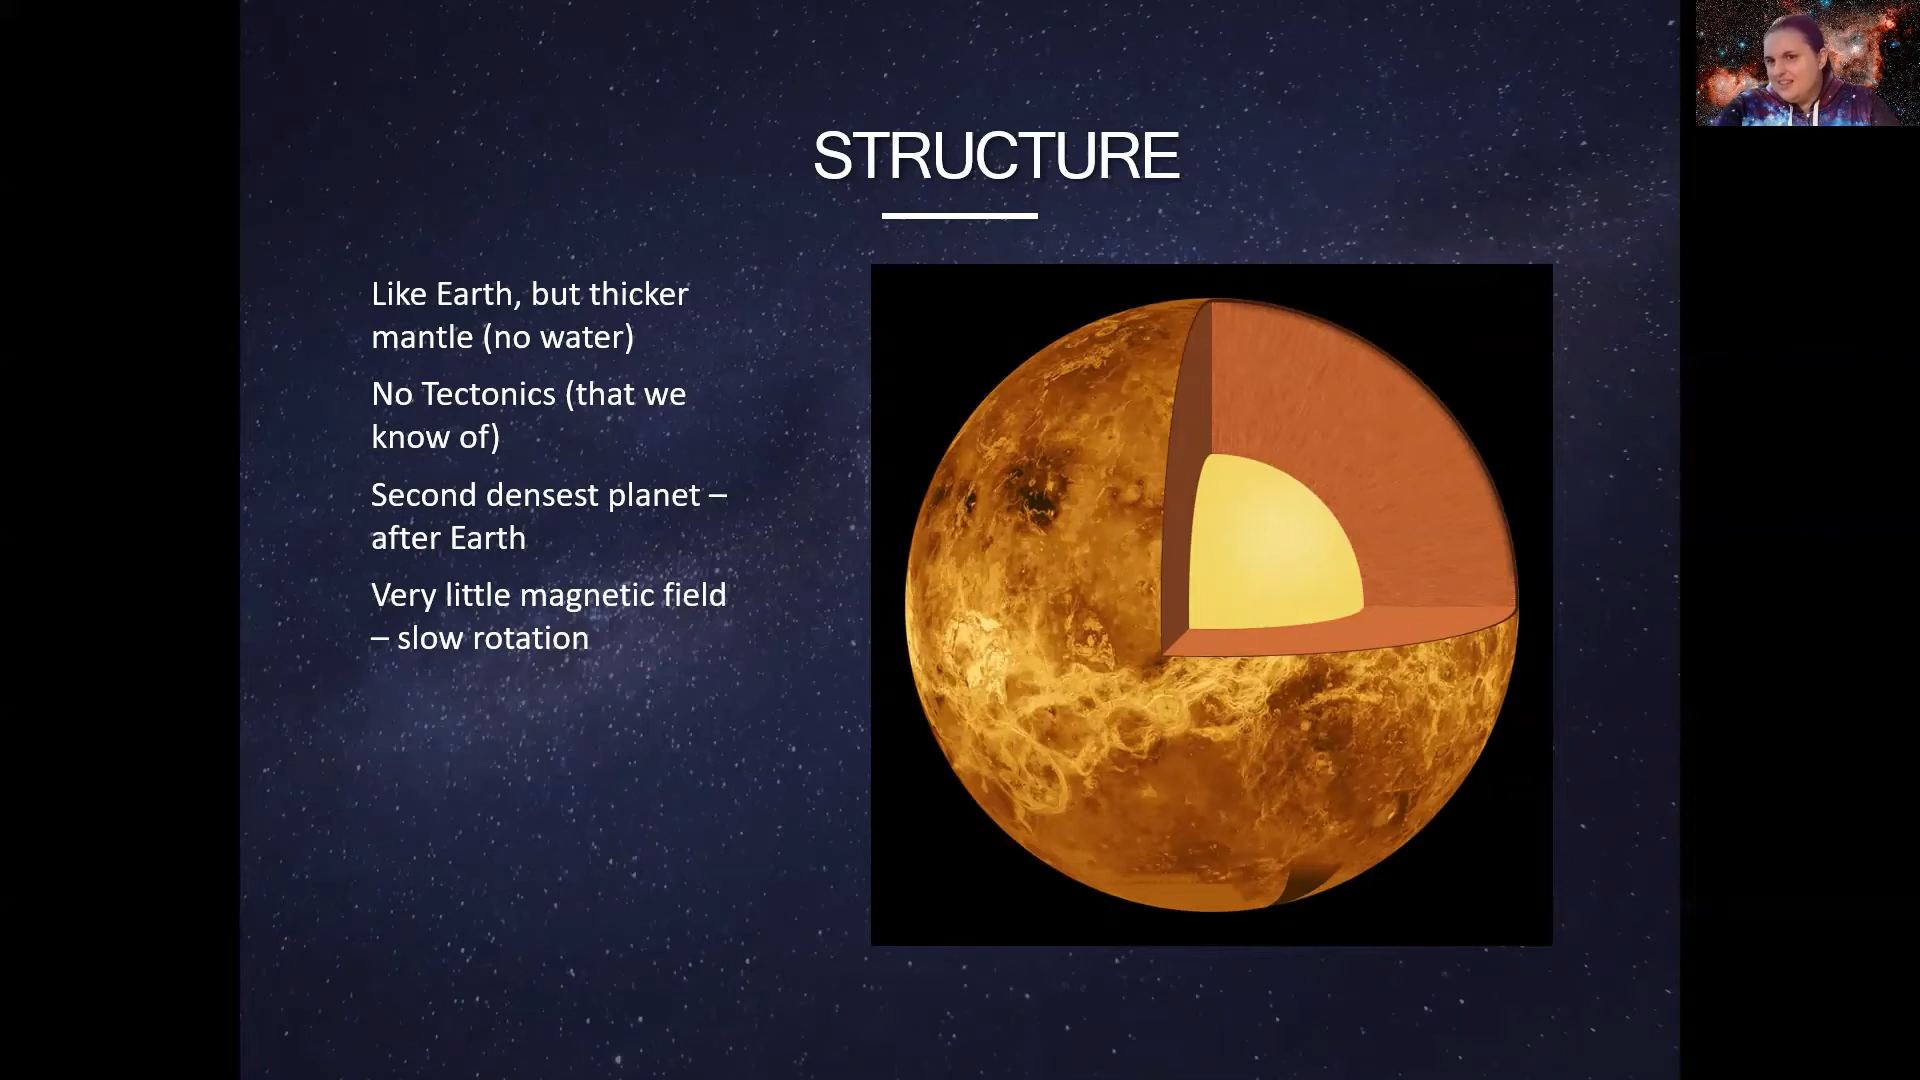 STRUCTURE
Like Earth, but thicker
mantle (no water)
No Tectonics (that we
know of)
Second densest planet –
after Earth
Very little magnetic field
– slow rotation